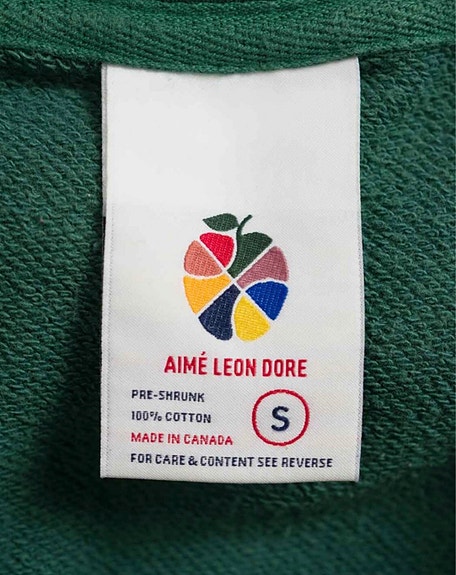 AIMÉ LEON DORE
PRE-SHRUNK
100% COTTON
S
MADE IN CANADA
FOR CARE & CONTENT SEE REVERSE